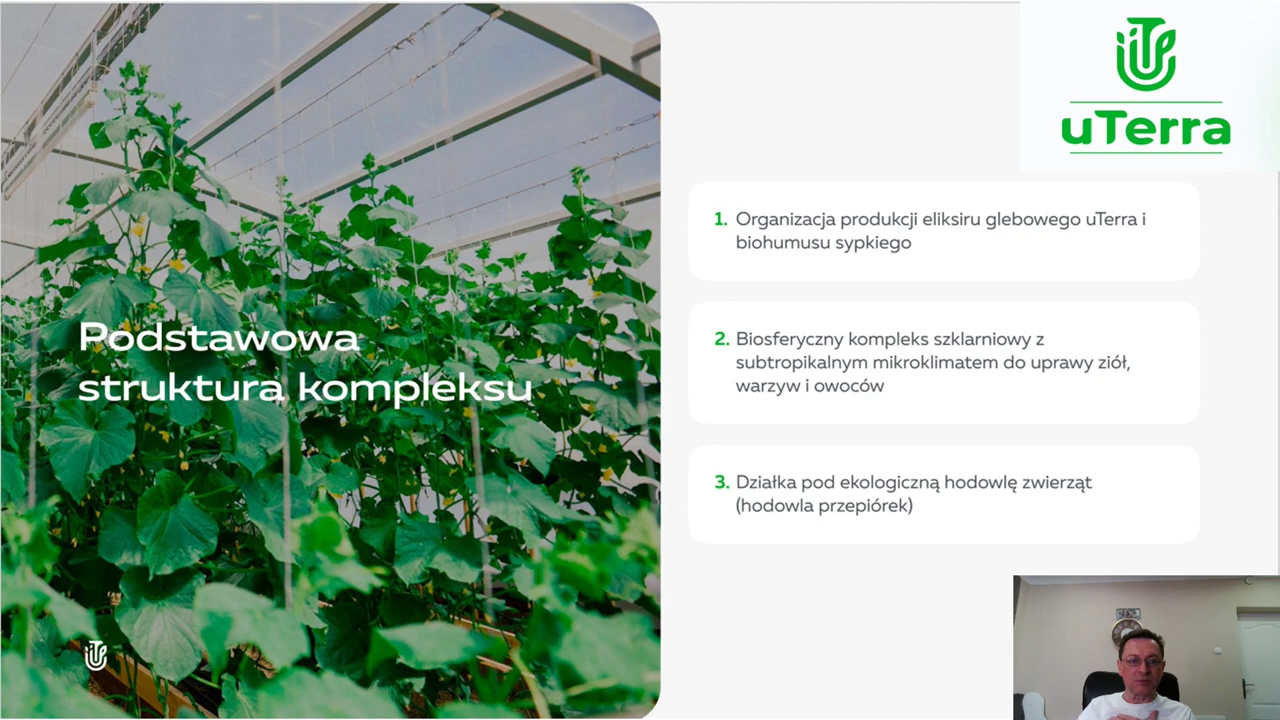 Podstawowa
struktura kompleksu
uTerra
1. Organizacja produkcji eliksiru glebowego uTerra i
biohumusu sypkiego
2. Biosferyczny kompleks szklarniowy z
subtropikalnym mikroklimatem do uprawy ziół,
warzyw i owoców
3. Działka pod ekologiczną hodowlę zwierząt
(hodowla przepiórek)